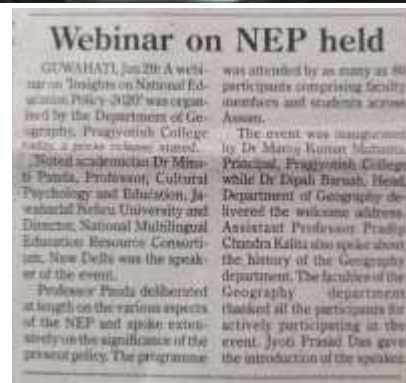 Webinar on NEP held
GUWAHATI, Jun 29: A webi-
nar on 'Insights on National Ed-
ucation Policy-2020' was organ-
ised by the Department of Ge-
ography, Pragjyotish College
today, a press release stated.
Noted academician Dr Mina-
ti Panda, Professor, Cultural
Psychology and Education, Ja-
waharlal Nehru University and
Director, National Multilingual
Education Resource Consorti-
um, New Delhi was the speak-
er of the event.
Professor Panda deliberated
at length on the various aspects
of the NEP and spoke exten-
sively on the significance of the
present policy. The programme
was attended by as many as 80
participants comprising faculty
members and students across
Assam.
The event was inaugurated
by Dr Manoj Kumar Mahanta,
Principal, Pragjyotish College
while Dr Dipali Baruah, Head,
Department of Geography de-
livered the welcome address.
Assistant Professor Pradip
Chandra Kalita also spoke about
the history of the Geography
department. The faculties of the
Geography department
thanked all the participants for
actively participating in the
event. Jyoti Prasad Das gave
the introduction of the speaker.